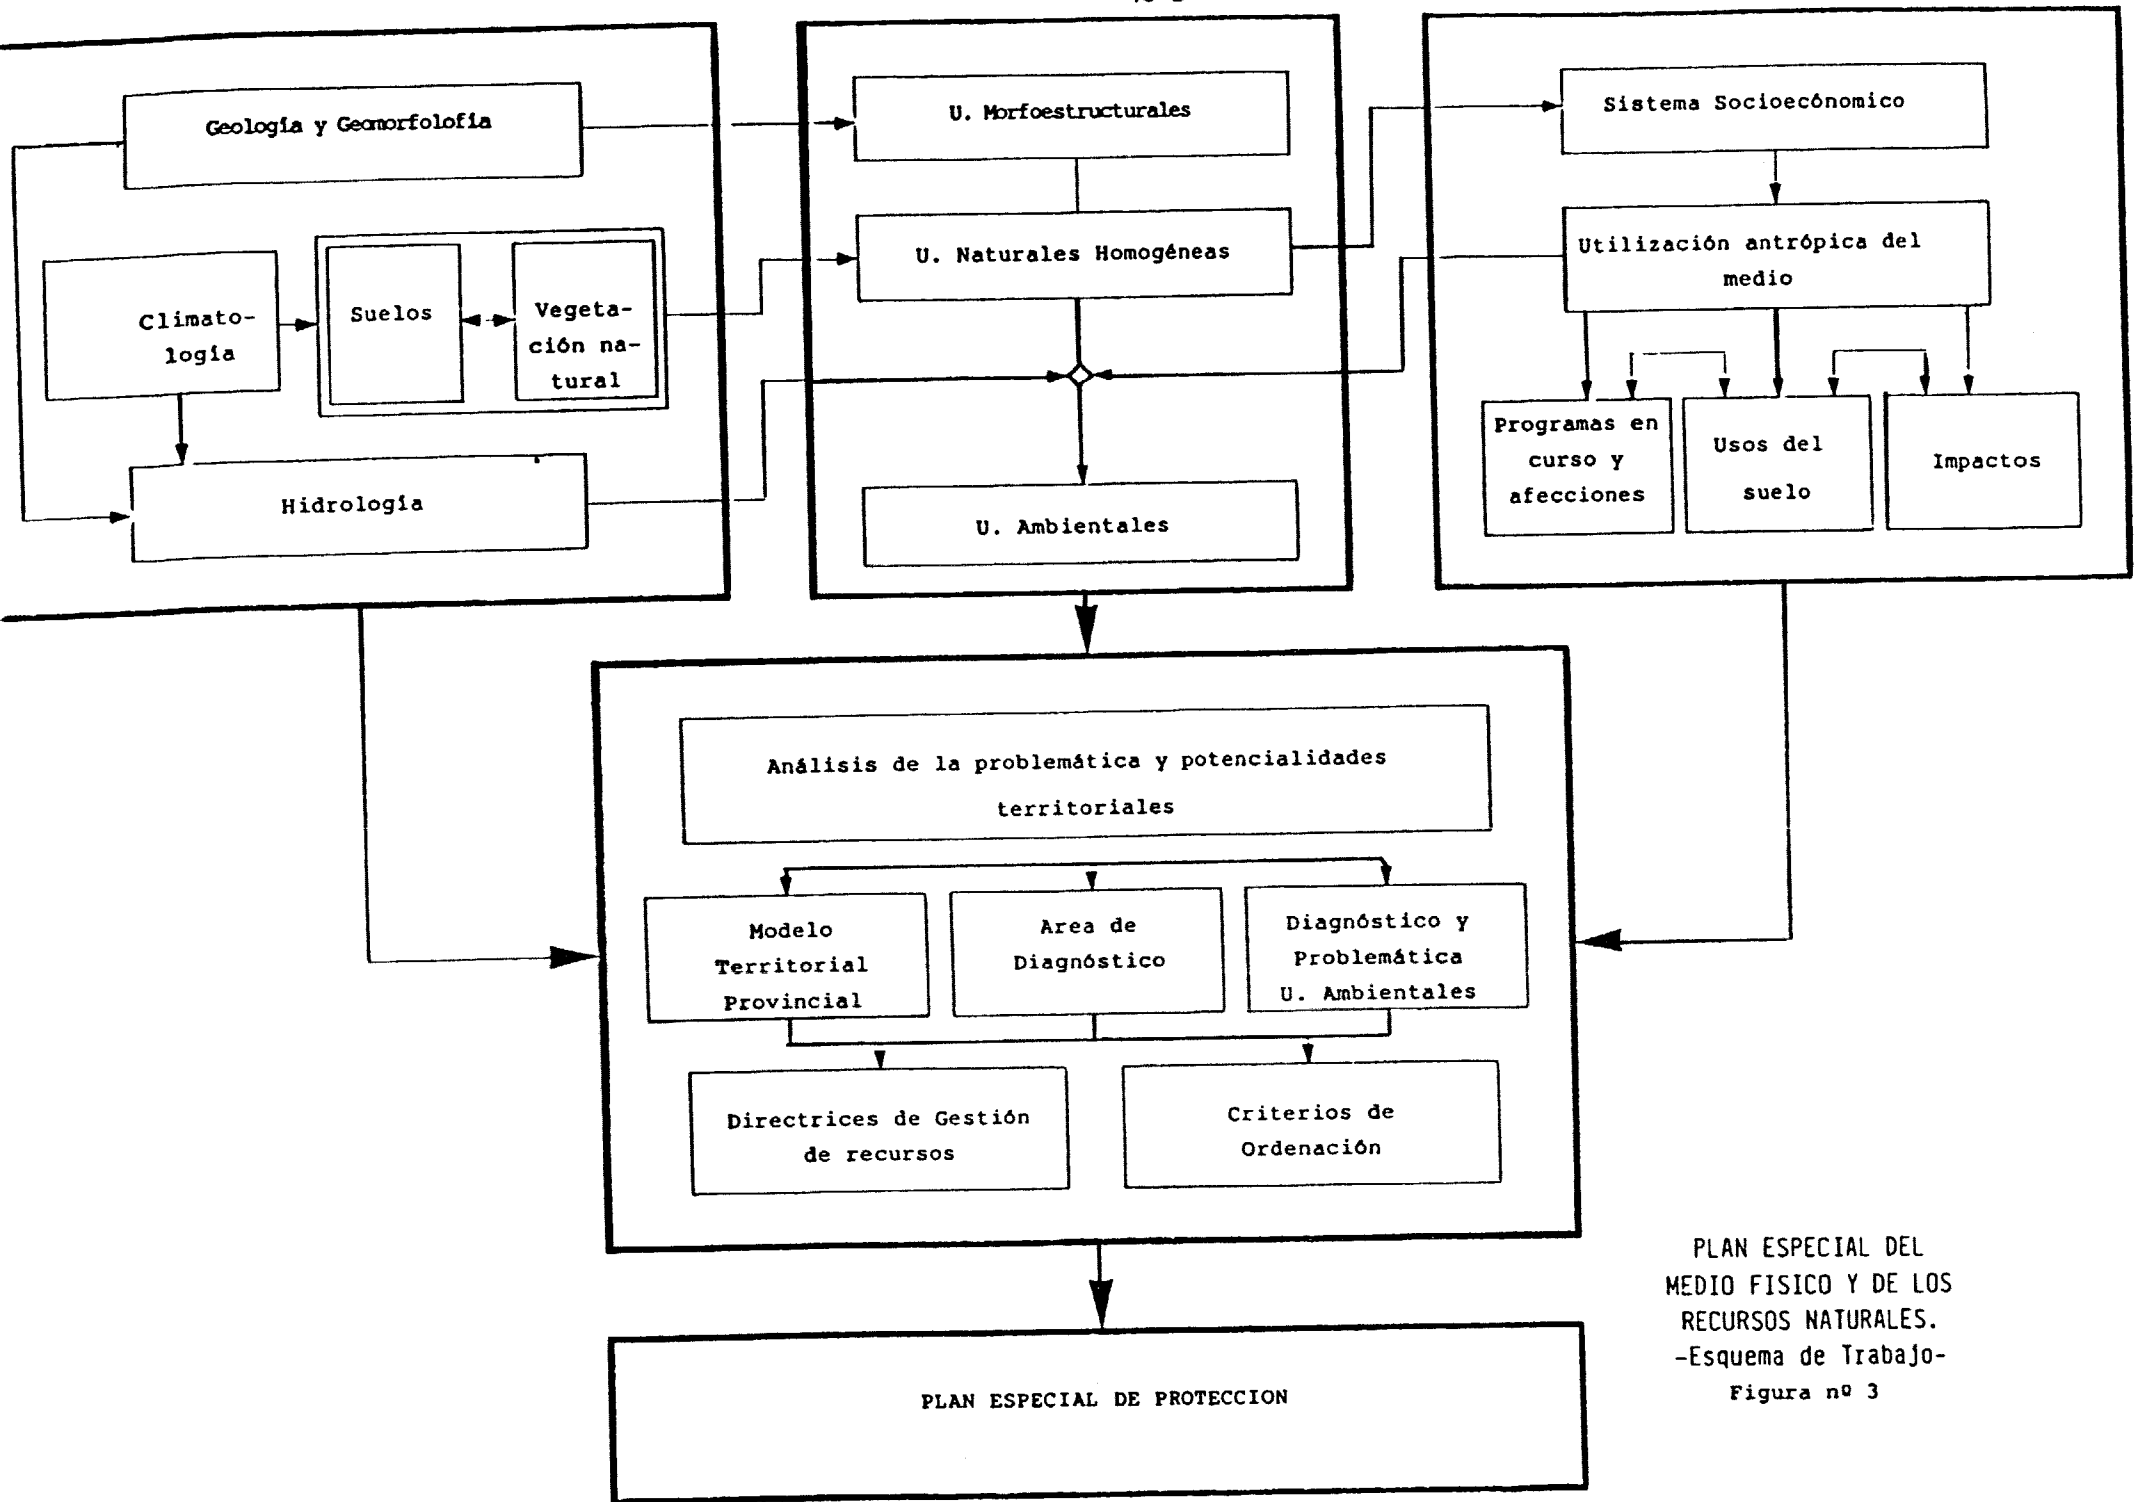 Geología y Geomorfolofía
Climato-
logía
Suelos
Vegeta-
ción na-
tural
Hidrología
U. Morfoestructurales
U. Naturales Homogéneas
U. Ambientales
Sistema Socioecónomico
Utilización antrópica del
medio
Programas en
curso y
afecciones
Usos del
suelo
Impactos
Análisis de la problemática y potencialidades
territoriales
Modelo
Territorial
Provincial
Area de
Diagnóstico
Diagnóstico y
Problemática
U. Ambientales
Directrices de Gestión
de recursos
Criterios de
Ordenación
PLAN ESPECIAL DE PROTECCION
PLAN ESPECIAL DEL
MEDIO FISICO Y DE LOS
RECURSOS NATURALES.
-Esquema de Trabajo-
Figura nº 3